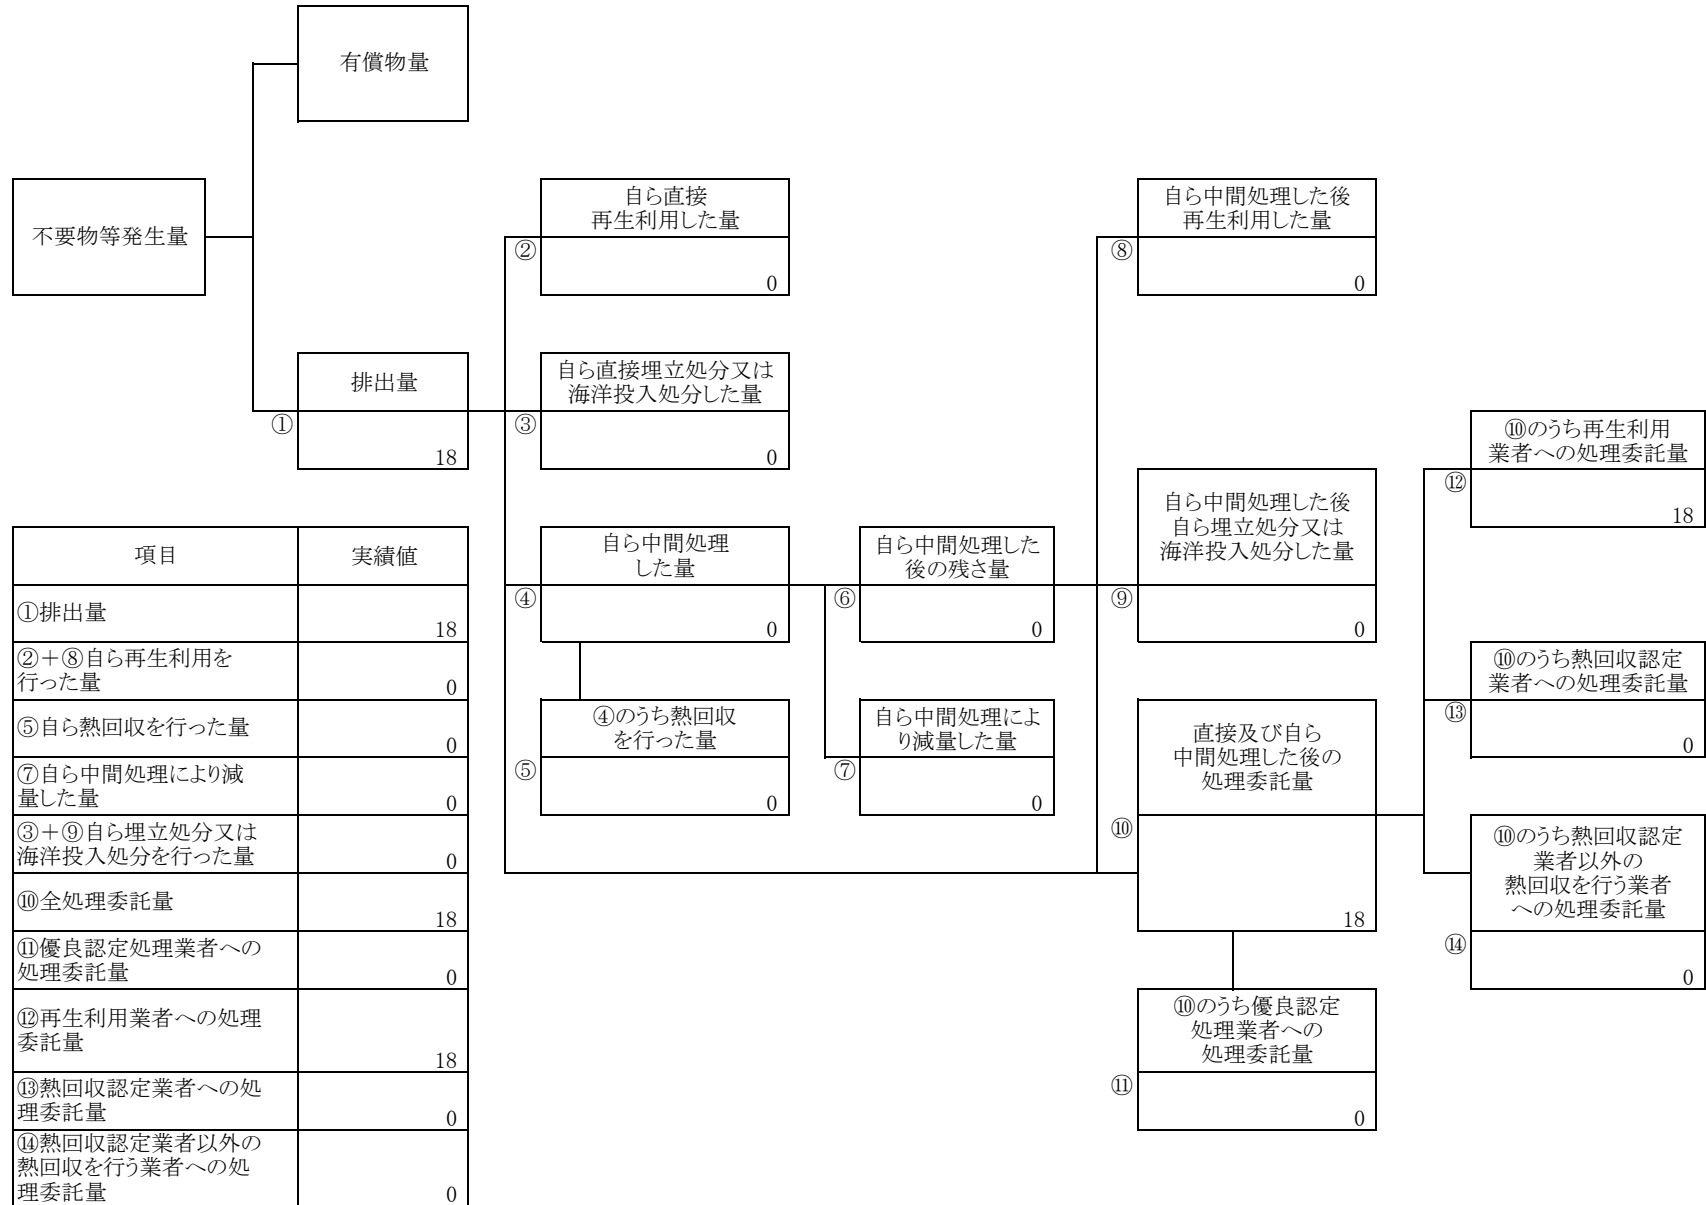 有償物量
不要物等発生量
自ら直接
再生利用した量
②
0
自ら中間処理した後
再生利用した量
⑧
0
排出量
①
18
自ら直接埋立処分又は
海洋投入処分した量
③
0
⑩のうち再生利用
業者への処理委託量
⑫
18
自ら中間処理
した量
④
0
自ら中間処理した
後の残さ量
⑥
0
自ら中間処理した後
自ら埋立処分又は
海洋投入処分した量
⑨
0
⑩のうち熱回収認定
業者への処理委託量
⑬
0
④のうち熱回収
を行った量
⑤
0
自ら中間処理によ
り減量した量
⑦
0
直接及び自ら
中間処理した後の
処理委託量
⑩
18
⑩のうち熱回収認定
業者以外の
熱回収を行う業者
への処理委託量
⑭
0
⑩のうち優良認定
処理業者への
処理委託量
⑪
0
項目 実績値
①排出量
18
②＋⑧自ら再生利用を
行った量
0
⑤自ら熱回収を行った量
0
⑦自ら中間処理により減
量した量
0
③＋⑨自ら埋立処分又は
海洋投入処分を行った量
0
⑩全処理委託量
18
⑪優良認定処理業者への
処理委託量
0
⑫再生利用業者への処理
委託量
18
⑬熱回収認定業者への処
理委託量
0
⑭熱回収認定業者以外の
熱回収を行う業者への処
理委託量
0